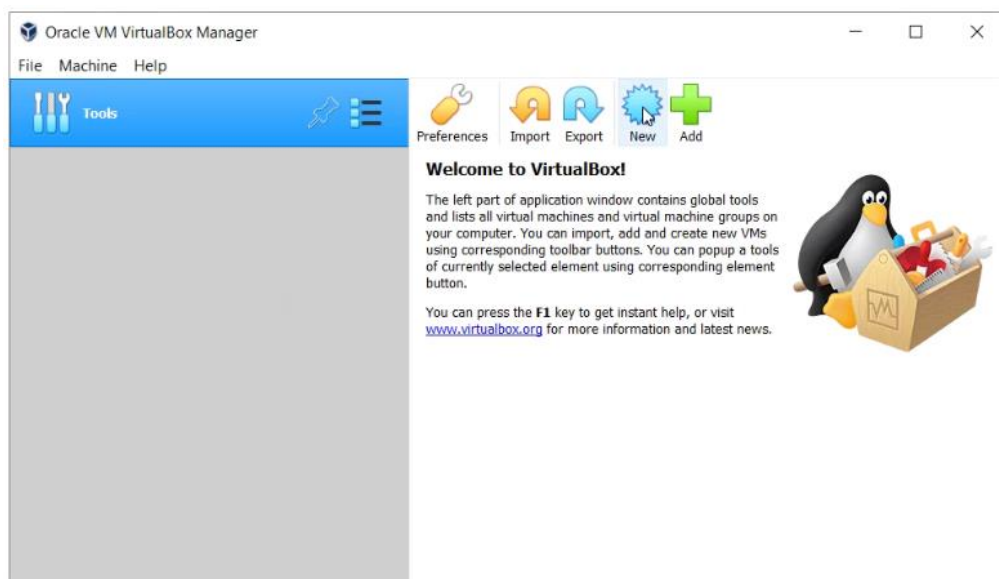 Oracle VM VirtualBox Manager
File Machine Help
Tools
Preferences Import Export New Add
Welcome to VirtualBox!
The left part of application window contains global tools
and lists all virtual machines and virtual machine groups on
your computer. You can import, add and create new VMs
using corresponding toolbar buttons. You can popup a tools
of currently selected element using corresponding element
button.
You can press the F1 key to get instant help, or visit
www.virtualbox.org for more information and latest news.